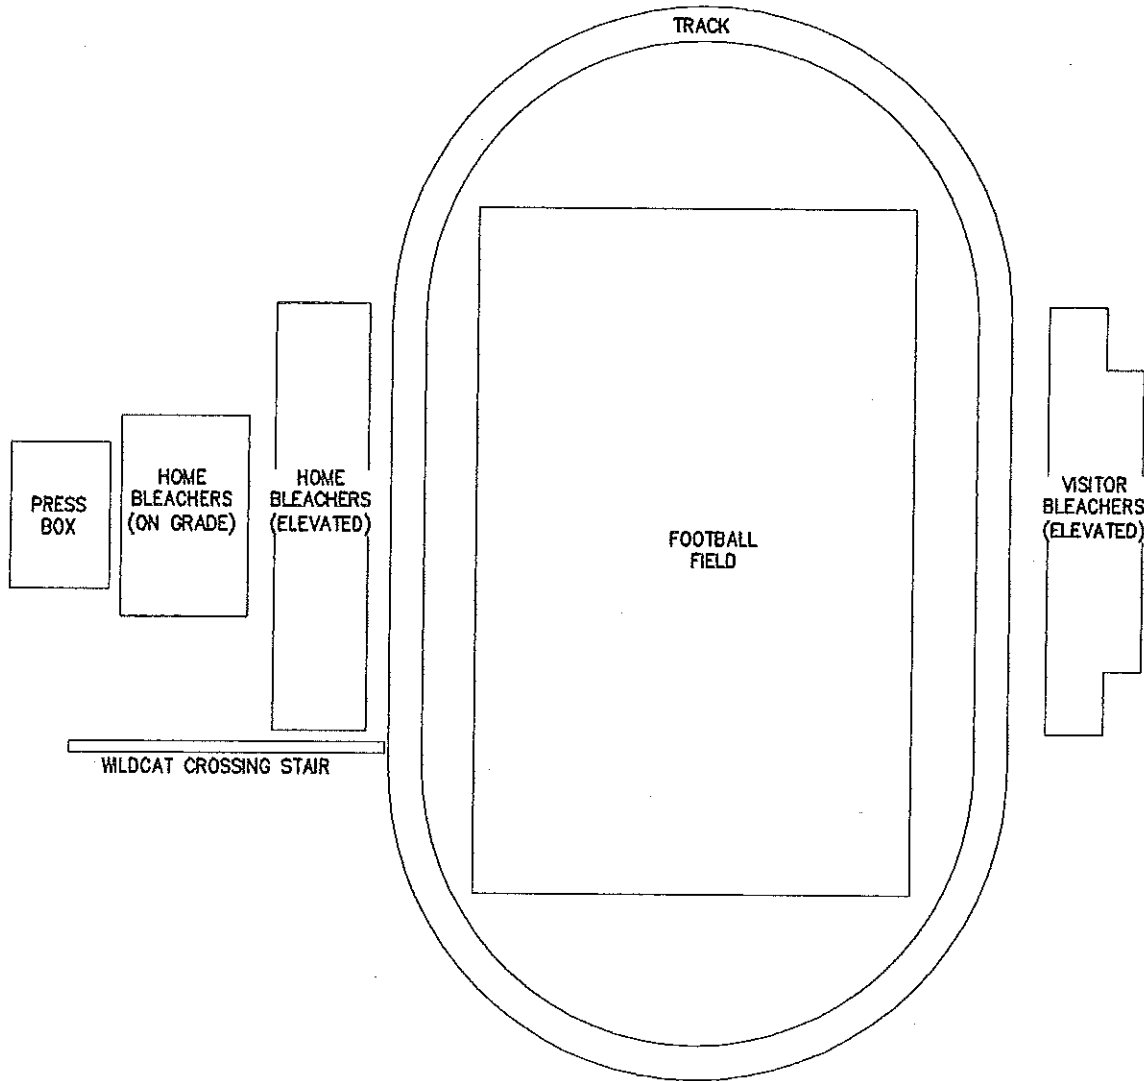 TRACK
PRESS
BOX
HOME
BLEACHERS
(ON GRADE)
HOME
BLEACHERS
(ELEVATED)
FOOTBALL
FIELD
VISITOR
BLEACHERS
(ELEVATED)
WILDCAT CROSSING STAIR